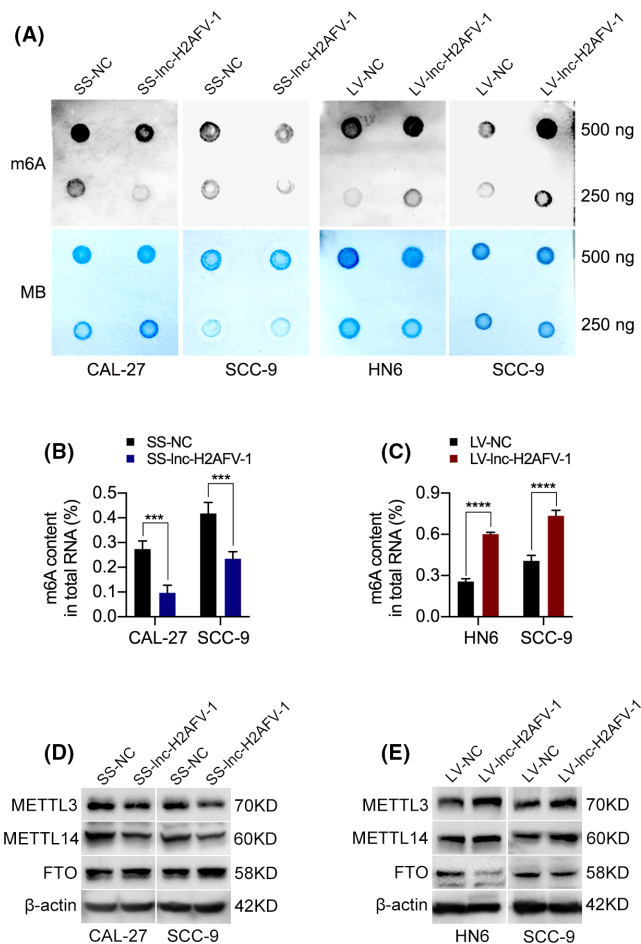 (A)
SS-NC SS-lnc-H2AFV-1 SS-NC SS-lnc-H2AFV-1 LV-NC LV-lnc-H2AFV-1 LV-NC LV-lnc-H2AFV-1
m6A
500 ng
250 ng
MB
500 ng
250 ng
CAL-27 SCC-9 HN6 SCC-9
(B)
SS-NC
SS-lnc-H2AFV-1
m6A content
in total RNA (%)
0.5
0.4
0.3
0.2
0.1
0.0
*** ***
CAL-27 SCC-9
(C)
LV-NC
LV-lnc-H2AFV-1
m6A content
in total RNA (%)
0.9
0.6
0.3
0.0
**** ****
HN6 SCC-9
(D)
SS-NC SS-lnc-H2AFV-1 SS-NC SS-lnc-H2AFV-1
METTL3 70KD
METTL14 60KD
FTO 58KD
β-actin 42KD
CAL-27 SCC-9
(E)
LV-NC LV-lnc-H2AFV-1 LV-NC LV-lnc-H2AFV-1
METTL3 70KD
METTL14 60KD
FTO 58KD
β-actin 42KD
HN6 SCC-9